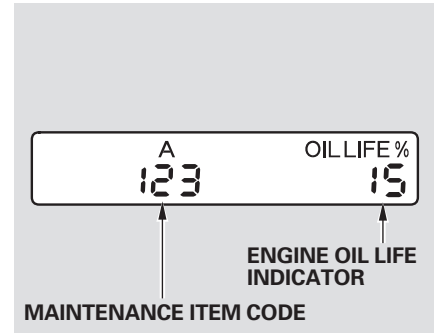 A OIL LIFE %
123 15
ENGINE OIL LIFE
INDICATOR
MAINTENANCE ITEM CODE